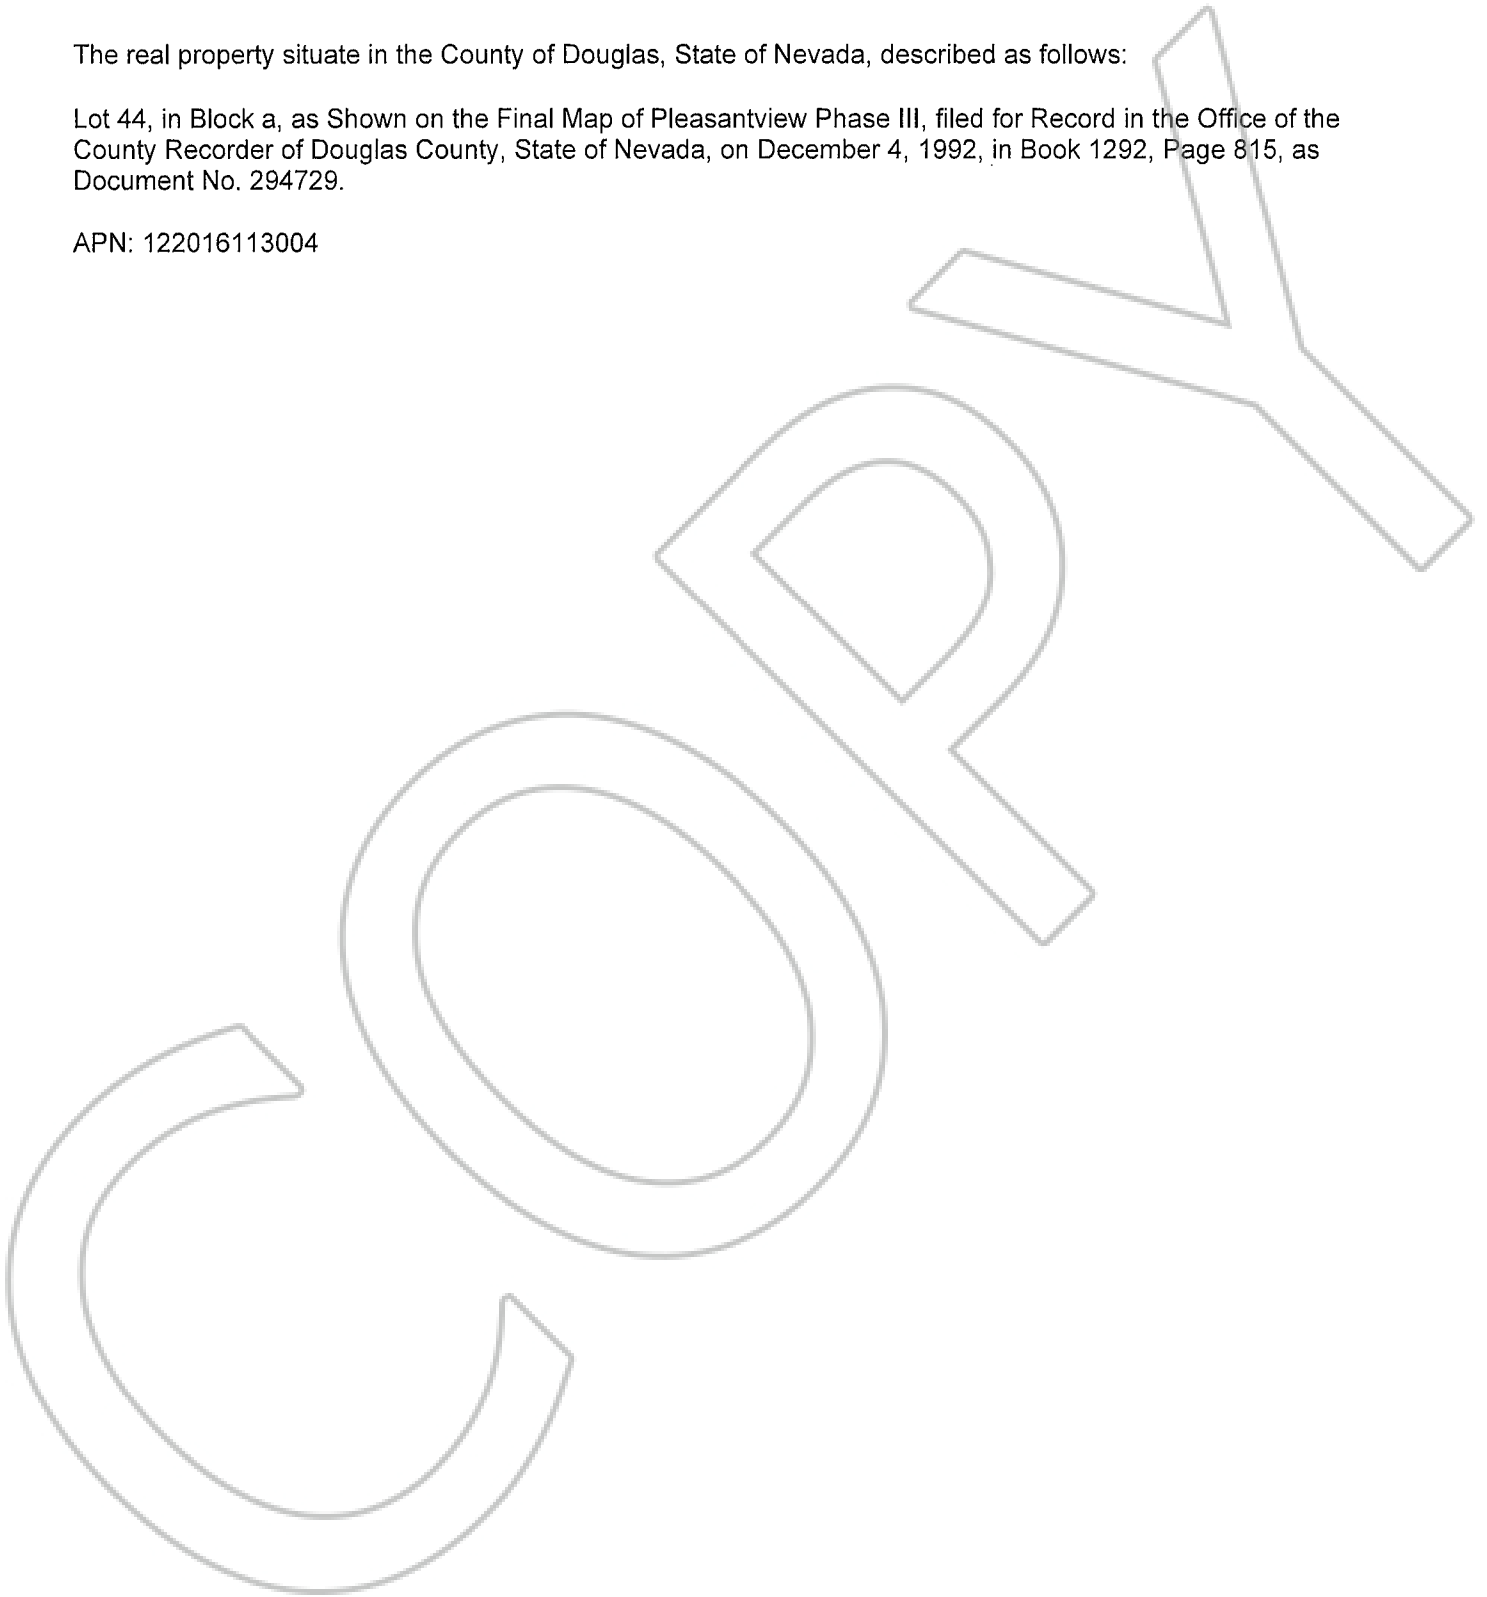 The real property situate in the County of Douglas, State of Nevada, described as follows:
Lot 44, in Block a, as Shown on the Final Map of Pleasantview Phase III, filed for Record in the Office of the
County Recorder of Douglas County, State of Nevada, on December 4, 1992, in Book 1292, Page 815, as
Document No. 294729.
APN: 122016113004
COPY